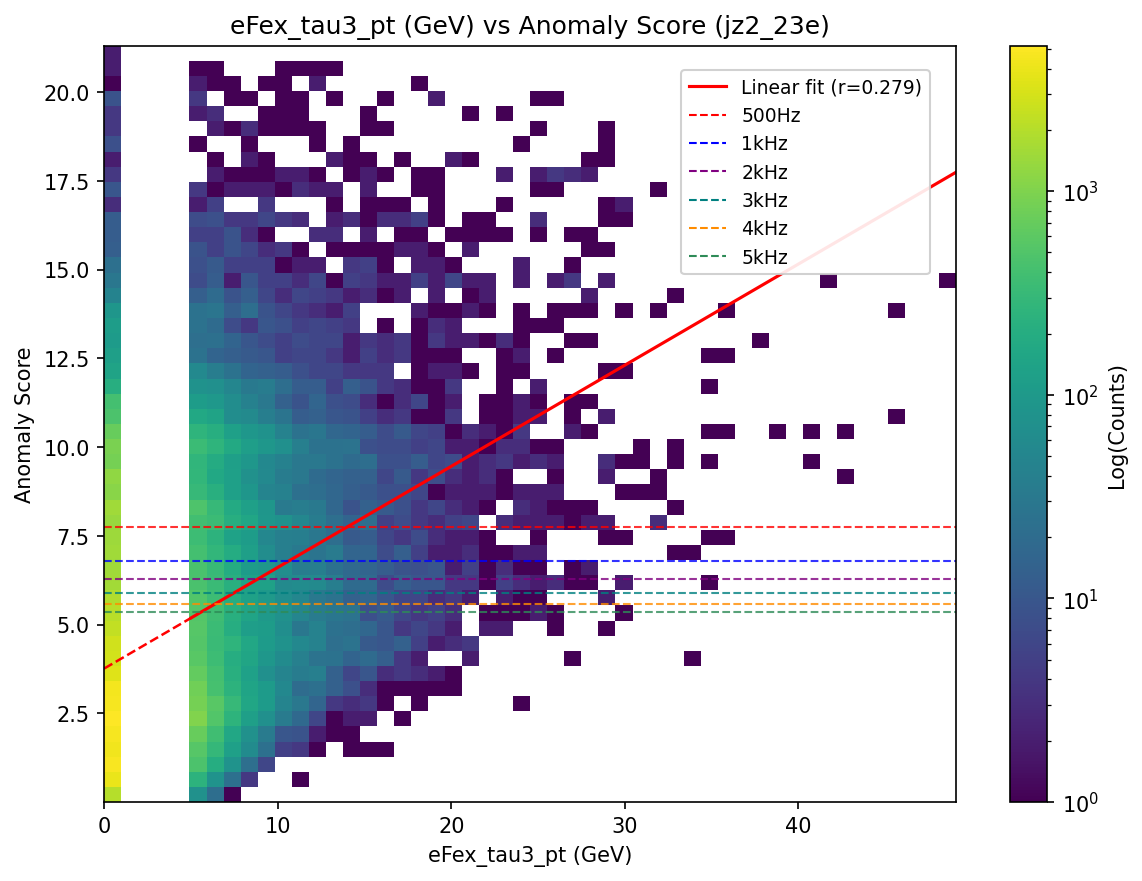 eFex_tau3_pt (GeV) vs Anomaly Score (jz2_23e)
Linear fit (r=0.279)
500Hz
1kHz
2kHz
3kHz
4kHz
5kHz
Anomaly Score
20.0
17.5
15.0
12.5
10.0
7.5
5.0
2.5
0
10
20
30
40
eFex_tau3_pt (GeV)
10³
10²
10¹
10⁰
Log(Counts)